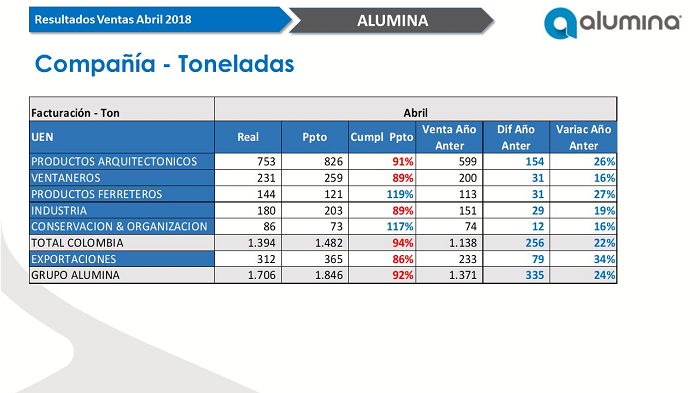 Resultados Ventas Abril 2018
ALUMINA
alumina
Compañía - Toneladas
Facturación - Ton Abril
UEN Real Ppto Cumpl Ppto Venta Año Anter Dif Año Anter Variac Año Anter
PRODUCTOS ARQUITECTONICOS 753 826 91% 599 154 26%
VENTANEROS 231 259 89% 200 31 16%
PRODUCTOS FERRETEROS 144 121 119% 113 31 27%
INDUSTRIA 180 203 89% 151 29 19%
CONSERVACION & ORGANIZACION 86 73 117% 74 12 16%
TOTAL COLOMBIA 1.394 1.482 94% 1.138 256 22%
EXPORTACIONES 312 365 86% 233 79 34%
GRUPO ALUMINA 1.706 1.846 92% 1.371 335 24%